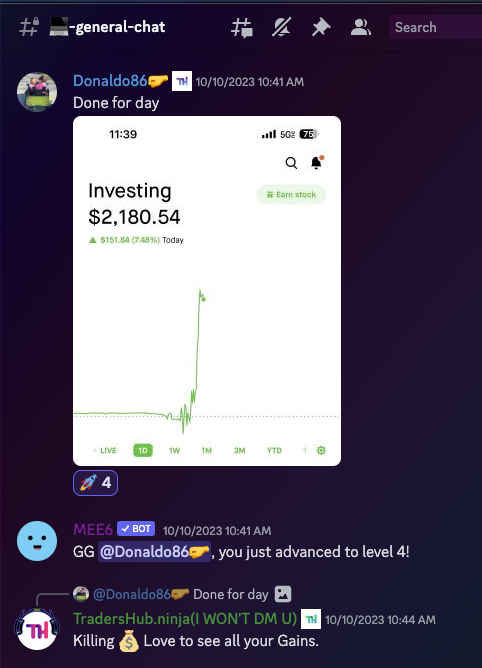 -general-chat
Search
Donaldo86🤛 TH 10/10/2023 10:41 AM
Done for day
11:39 5G 75
Investing
Earn stock
$2,180.54
▲ $151.84 (7.48%) Today
LIVE 1D 1W 1M 3M YTD 1
🚀 4
MEE6 ✓ BOT 10/10/2023 10:41 AM
GG @Donaldo86🤛, you just advanced to level 4!
@Donaldo86🤛 Done for day
TradersHub.ninja(I WON'T DM U) TH 10/10/2023 10:44 AM
TH
Killing 💰 Love to see all your Gains.